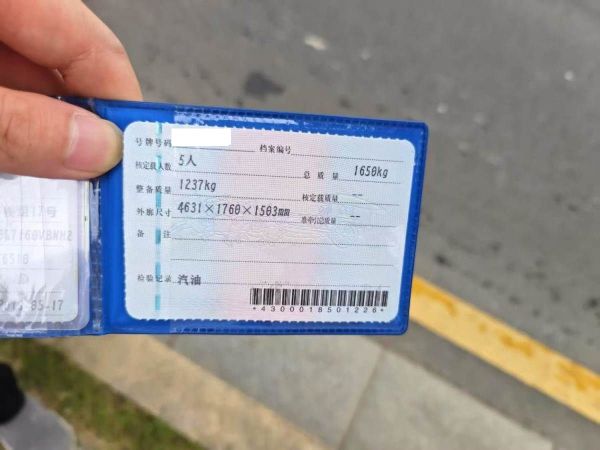 号牌号码 档案编号
核定载人数 5人 总质量 1650kg
整备质量 1237kg 核定载质量 --
外廓尺寸 4631×1760×1503mm 准牵引总质量 --
备注
检验记录 汽油
*4300018501226*